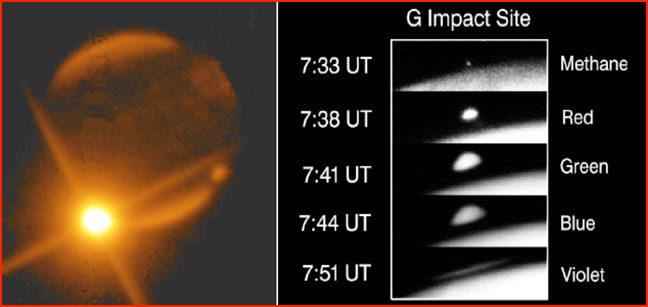 G Impact Site
7:33 UT Methane
7:38 UT Red
7:41 UT Green
7:44 UT Blue
7:51 UT Violet